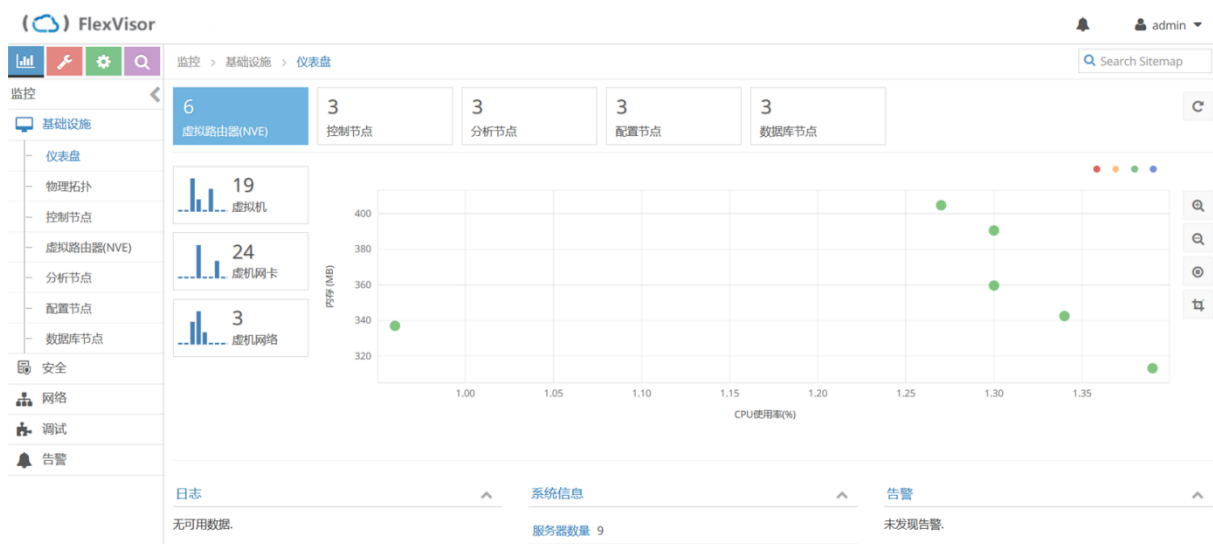 FlexVisor
admin
监控 > 基础设施 > 仪表盘
Search Sitemap
监控
基础设施
仪表盘
物理拓扑
控制节点
虚拟路由器(NVE)
分析节点
配置节点
数据库节点
安全
网络
调试
告警
6
虚拟路由器(NVE)
3
控制节点
3
分析节点
3
配置节点
3
数据库节点
19
虚拟机
24
虚机网卡
3
虚机网络
内存 (MB)
400
380
360
340
320
1.00 1.05 1.10 1.15 1.20 1.25 1.30 1.35
CPU使用率(%)
日志
无可用数据.
系统信息
服务器数量 9
告警
未发现告警.